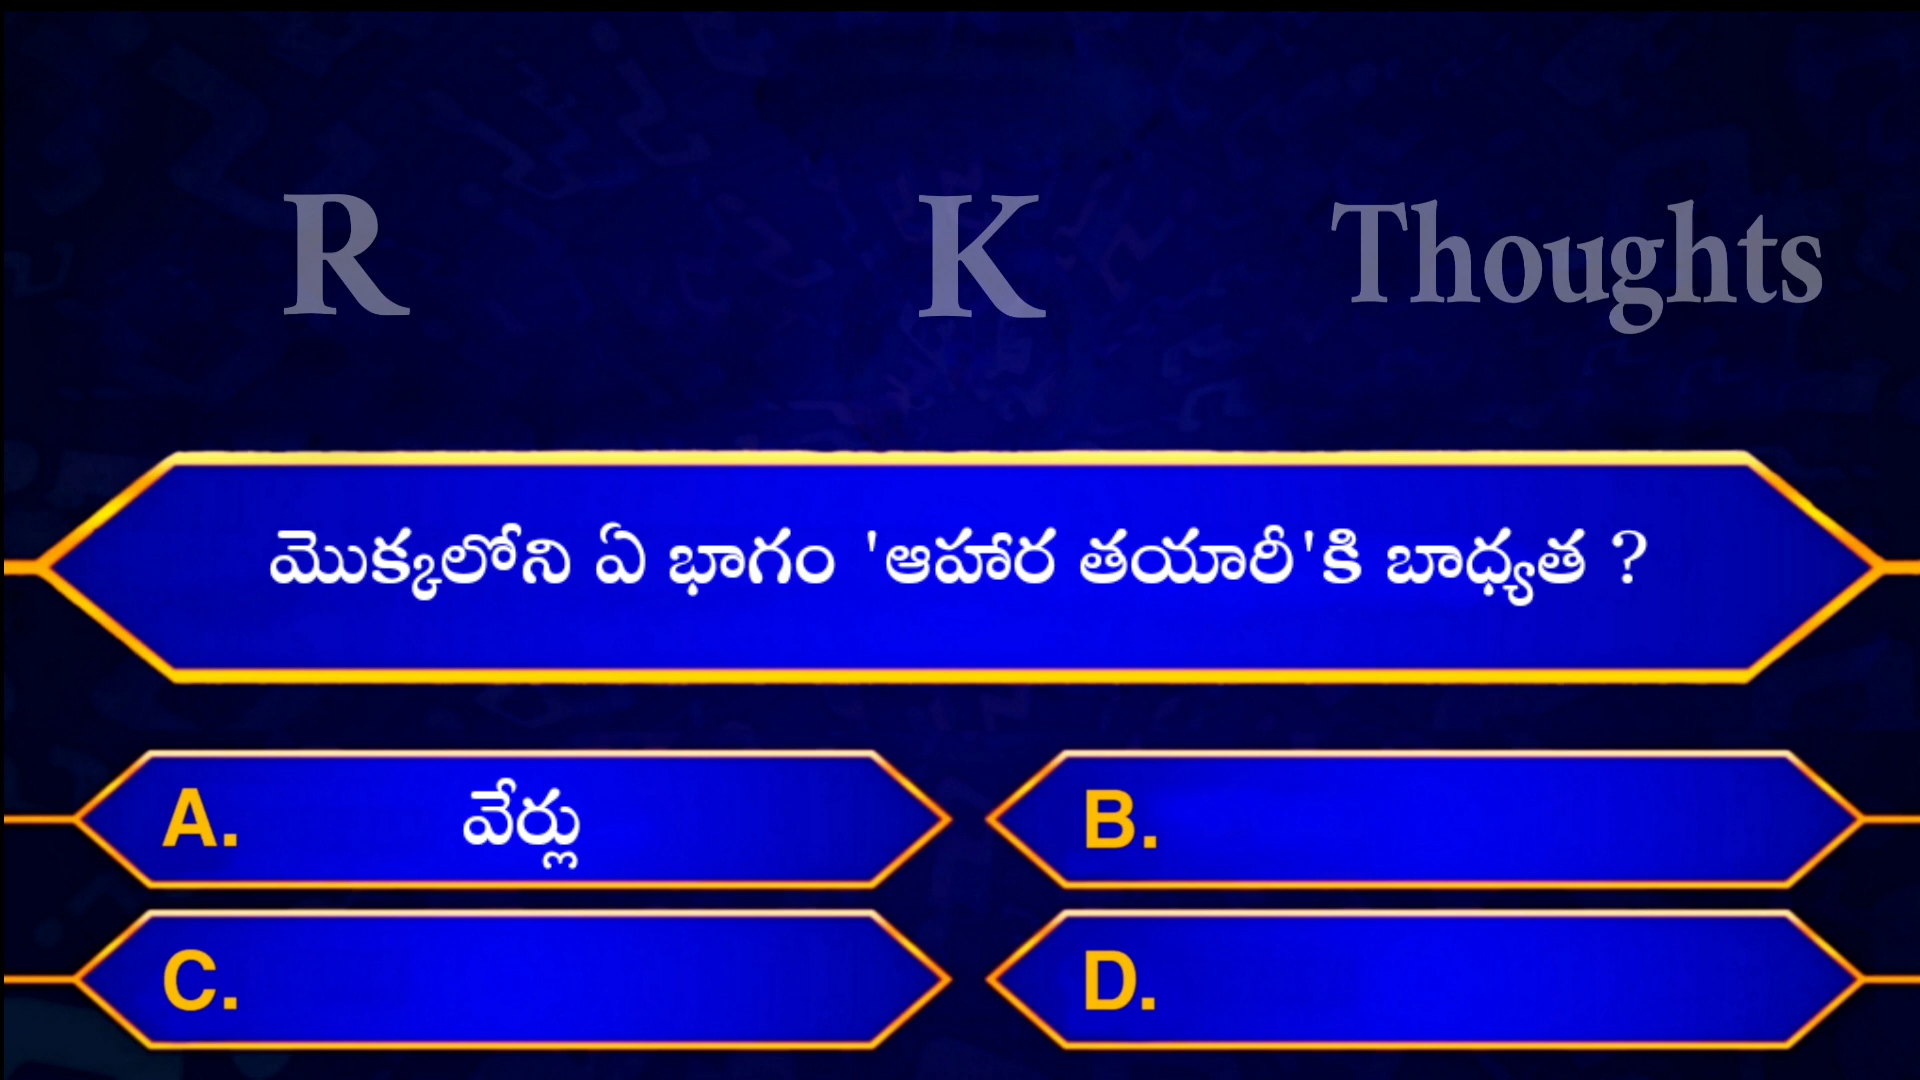 R K Thoughts
మొక్కలోని ఏ భాగం 'ఆహార తయారీ'కి బాధ్యత ?
A. వేర్లు
B.
C.
D.